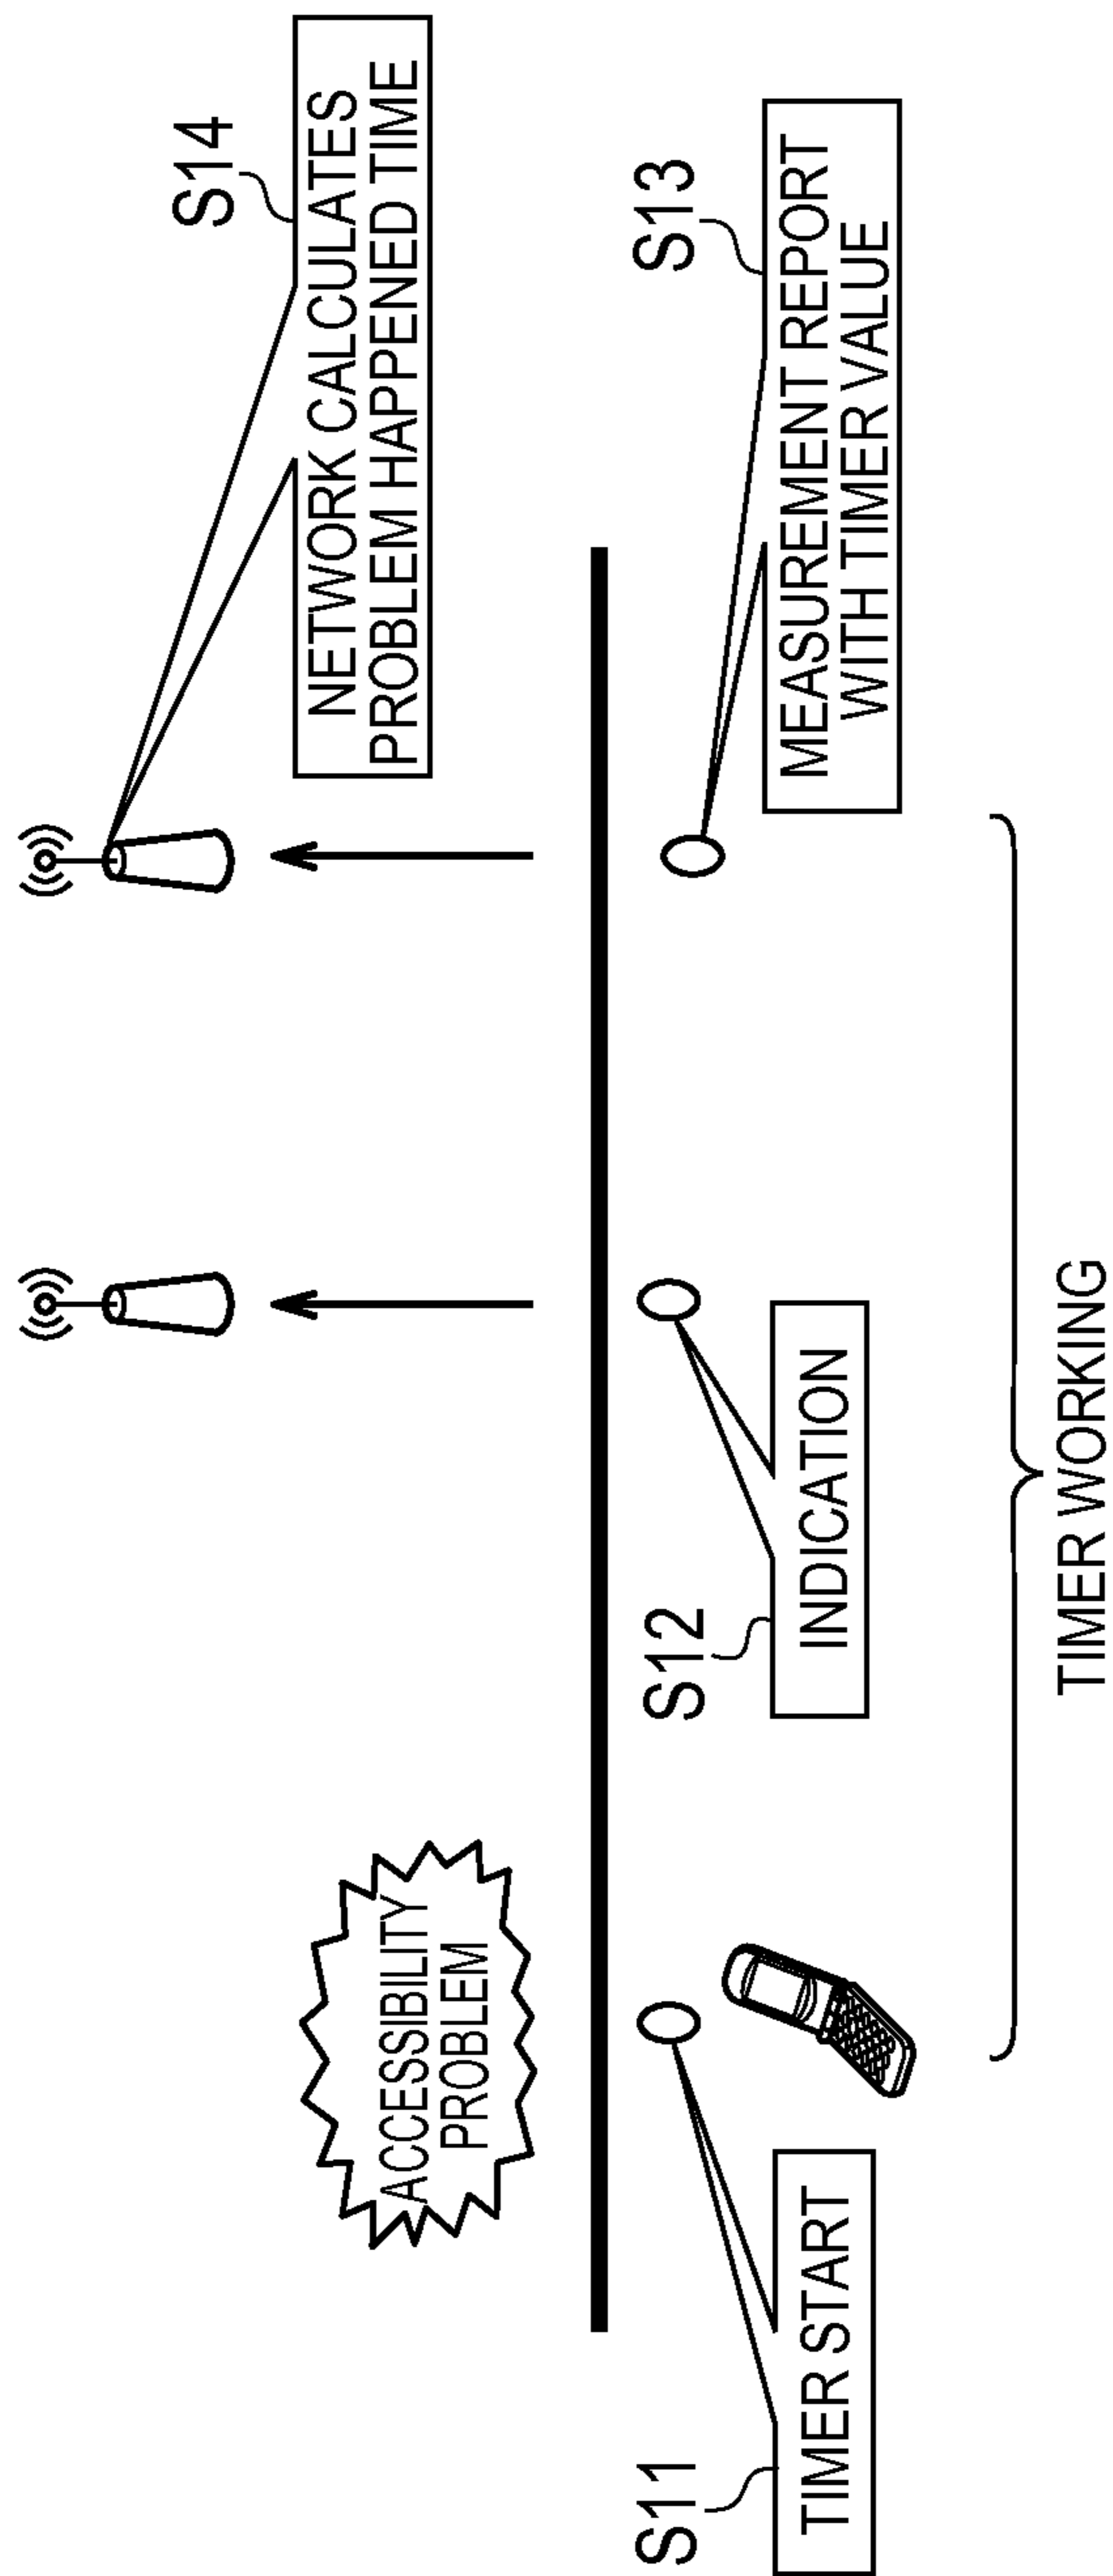 S14
NETWORK CALCULATES
PROBLEM HAPPENED TIME
ACCESSIBILITY
PROBLEM
S11
TIMER START
S12
INDICATION
S13
MEASUREMENT REPORT
WITH TIMER VALUE
TIMER WORKING